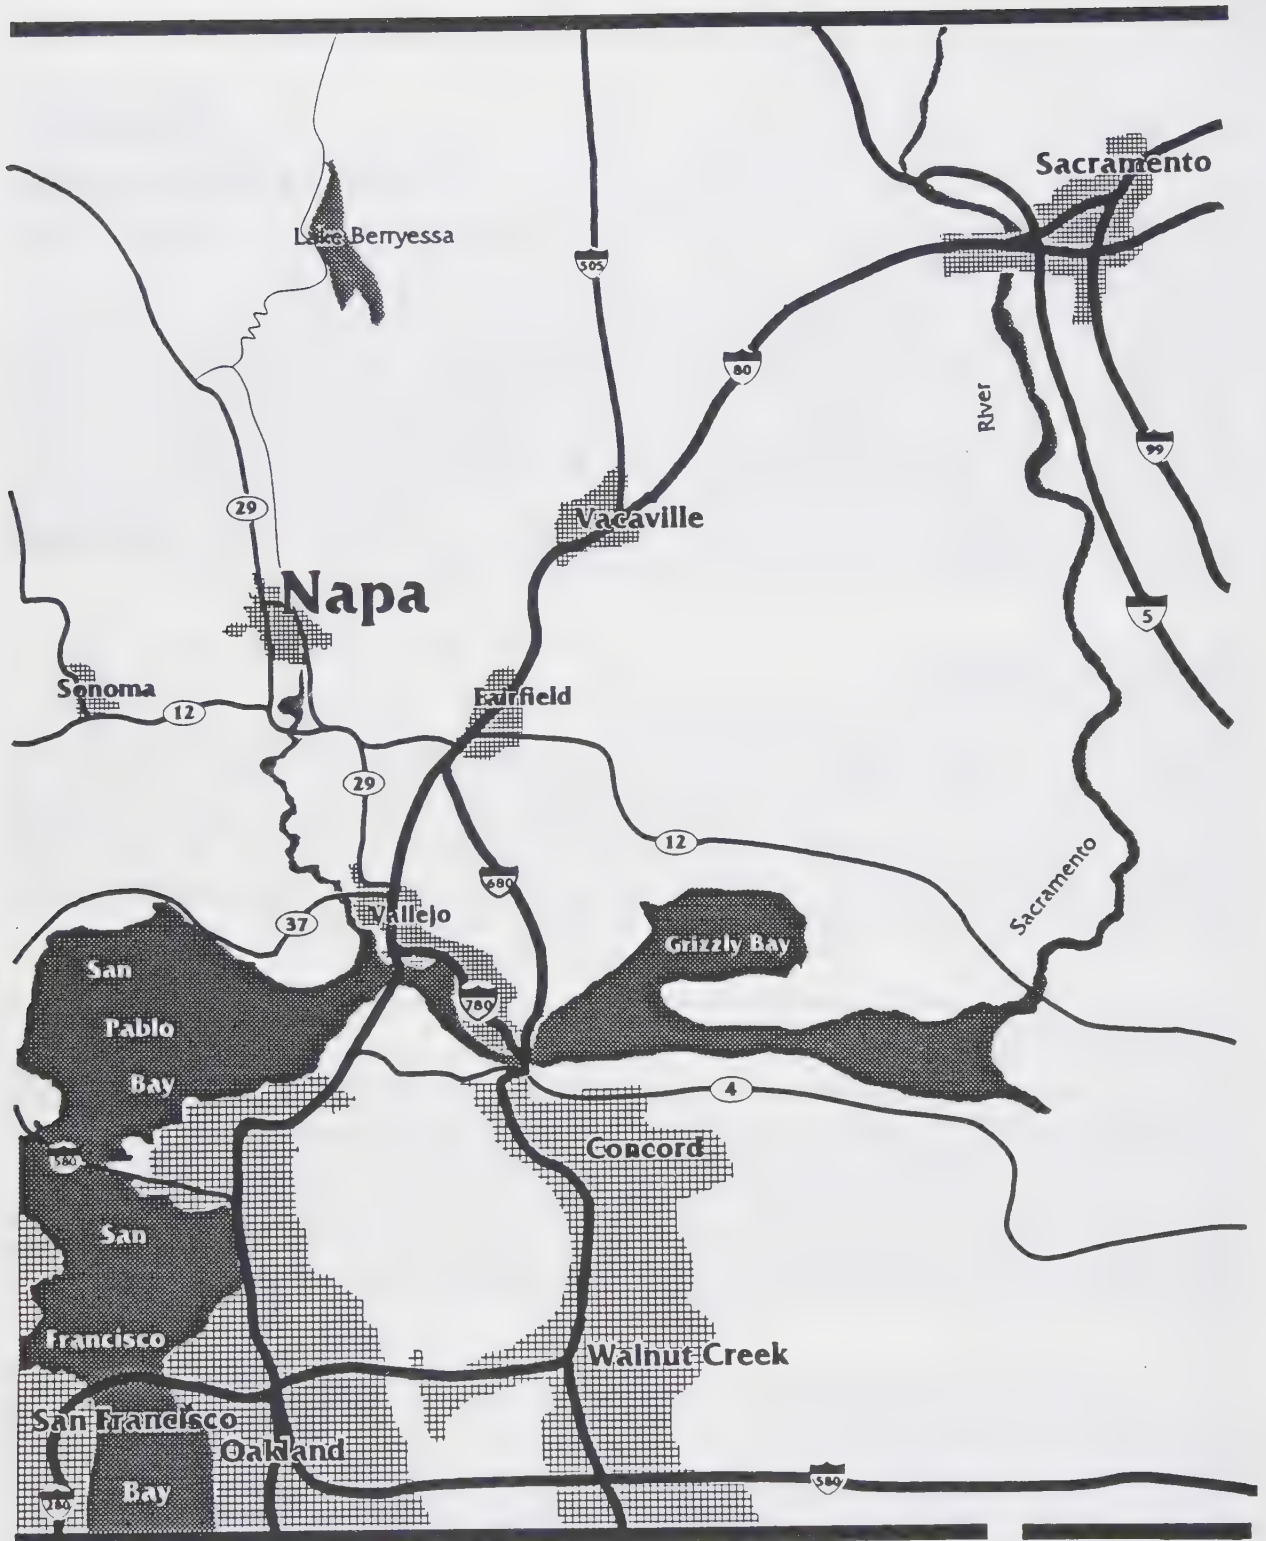 Sacramento
Lake Berryessa
505
80
River
99
29
Vacaville
Napa
5
Sonoma
12
Fairfield
29
12
680
Sacramento
Vallejo
37
Grizzly Bay
San
Pablo
Bay
780
4
580
Concord
San
Francisco
Walnut Creek
San Francisco
Oakland
Bay
280
580